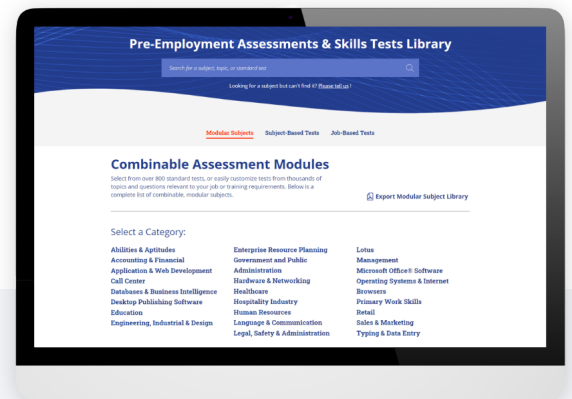 Pre-Employment Assessments & Skills Tests Library
Search for a subject, topic, or standard test
Looking for a subject but can't find it? Please tell us!
Modular Subjects Subject-Based Tests Job-Based Tests
Combinable Assessment Modules
Select from over 800 standard tests, or easily customize tests from thousands of
topics and questions relevant to your job or training requirements. Below is a
complete list of combinable, modular subjects.
Export Modular Subject Library
Select a Category:
Abilities & Aptitudes
Accounting & Financial
Application & Web Development
Call Center
Databases & Business Intelligence
Desktop Publishing Software
Education
Engineering, Industrial & Design
Enterprise Resource Planning
Government and Public
Administration
Hardware & Networking
Healthcare
Hospitality Industry
Human Resources
Language & Communication
Legal, Safety & Administration
Lotus
Management
Microsoft Office® Software
Operating Systems & Internet
Browsers
Primary Work Skills
Retail
Sales & Marketing
Typing & Data Entry